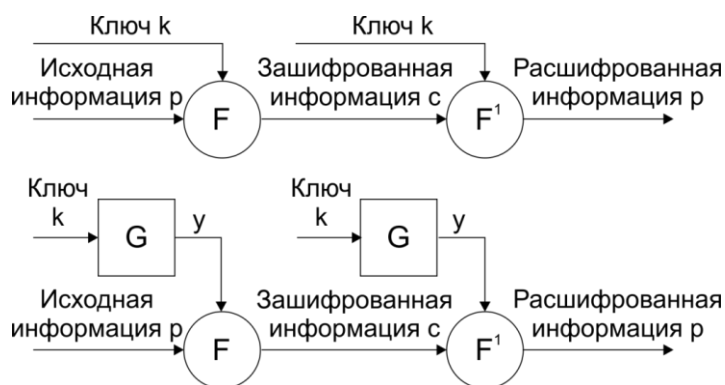 Ключ k Ключ k
Исходная Зашифрованная Расшифрованная
информация p информация c информация p
F F¹
Ключ Ключ
k G y k G y
Исходная Зашифрованная Расшифрованная
информация p информация c информация p
F F¹